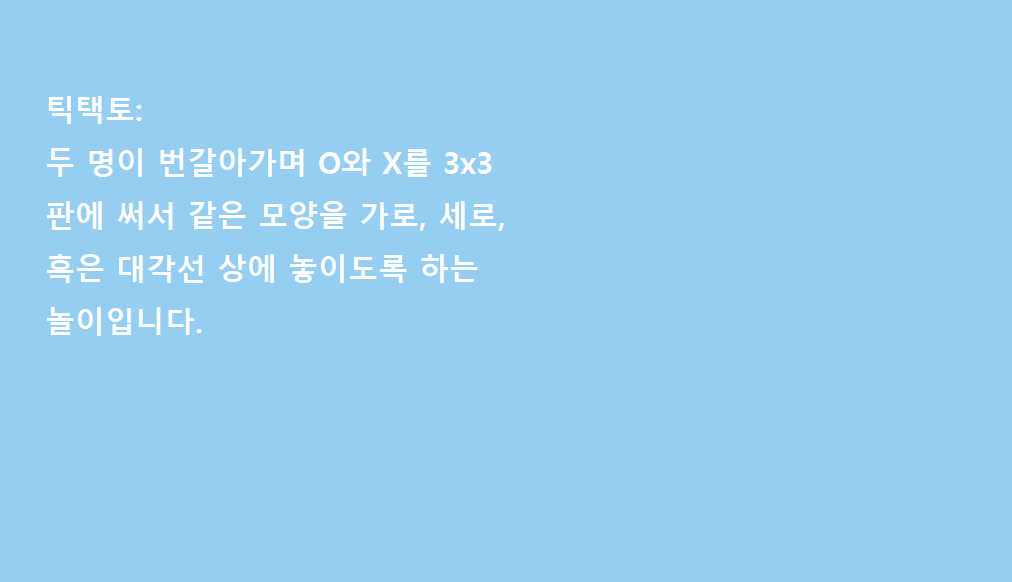 틱택토:
두 명이 번갈아가며 O와 X를 3x3
판에 써서 같은 모양을 가로, 세로,
혹은 대각선 상에 놓이도록 하는
놀이입니다.